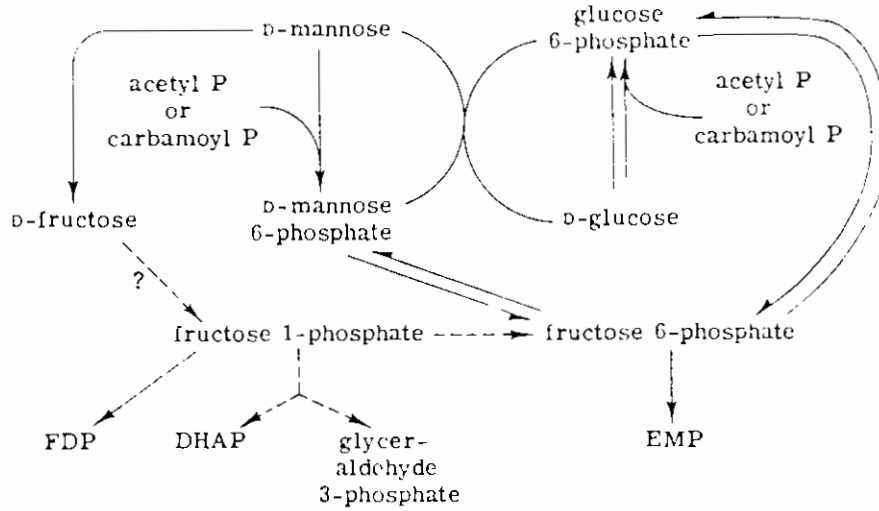 glucose
D-mannose
6-phosphate
acetyl P
or
carbamoyl P
acetyl P
or
carbamoyl P
D-fructose
D-mannose
6-phosphate
D-glucose
?
fructose 1-phosphate
fructose 6-phosphate
FDP
DHAP
glycer-
aldehyde
3-phosphate
EMP